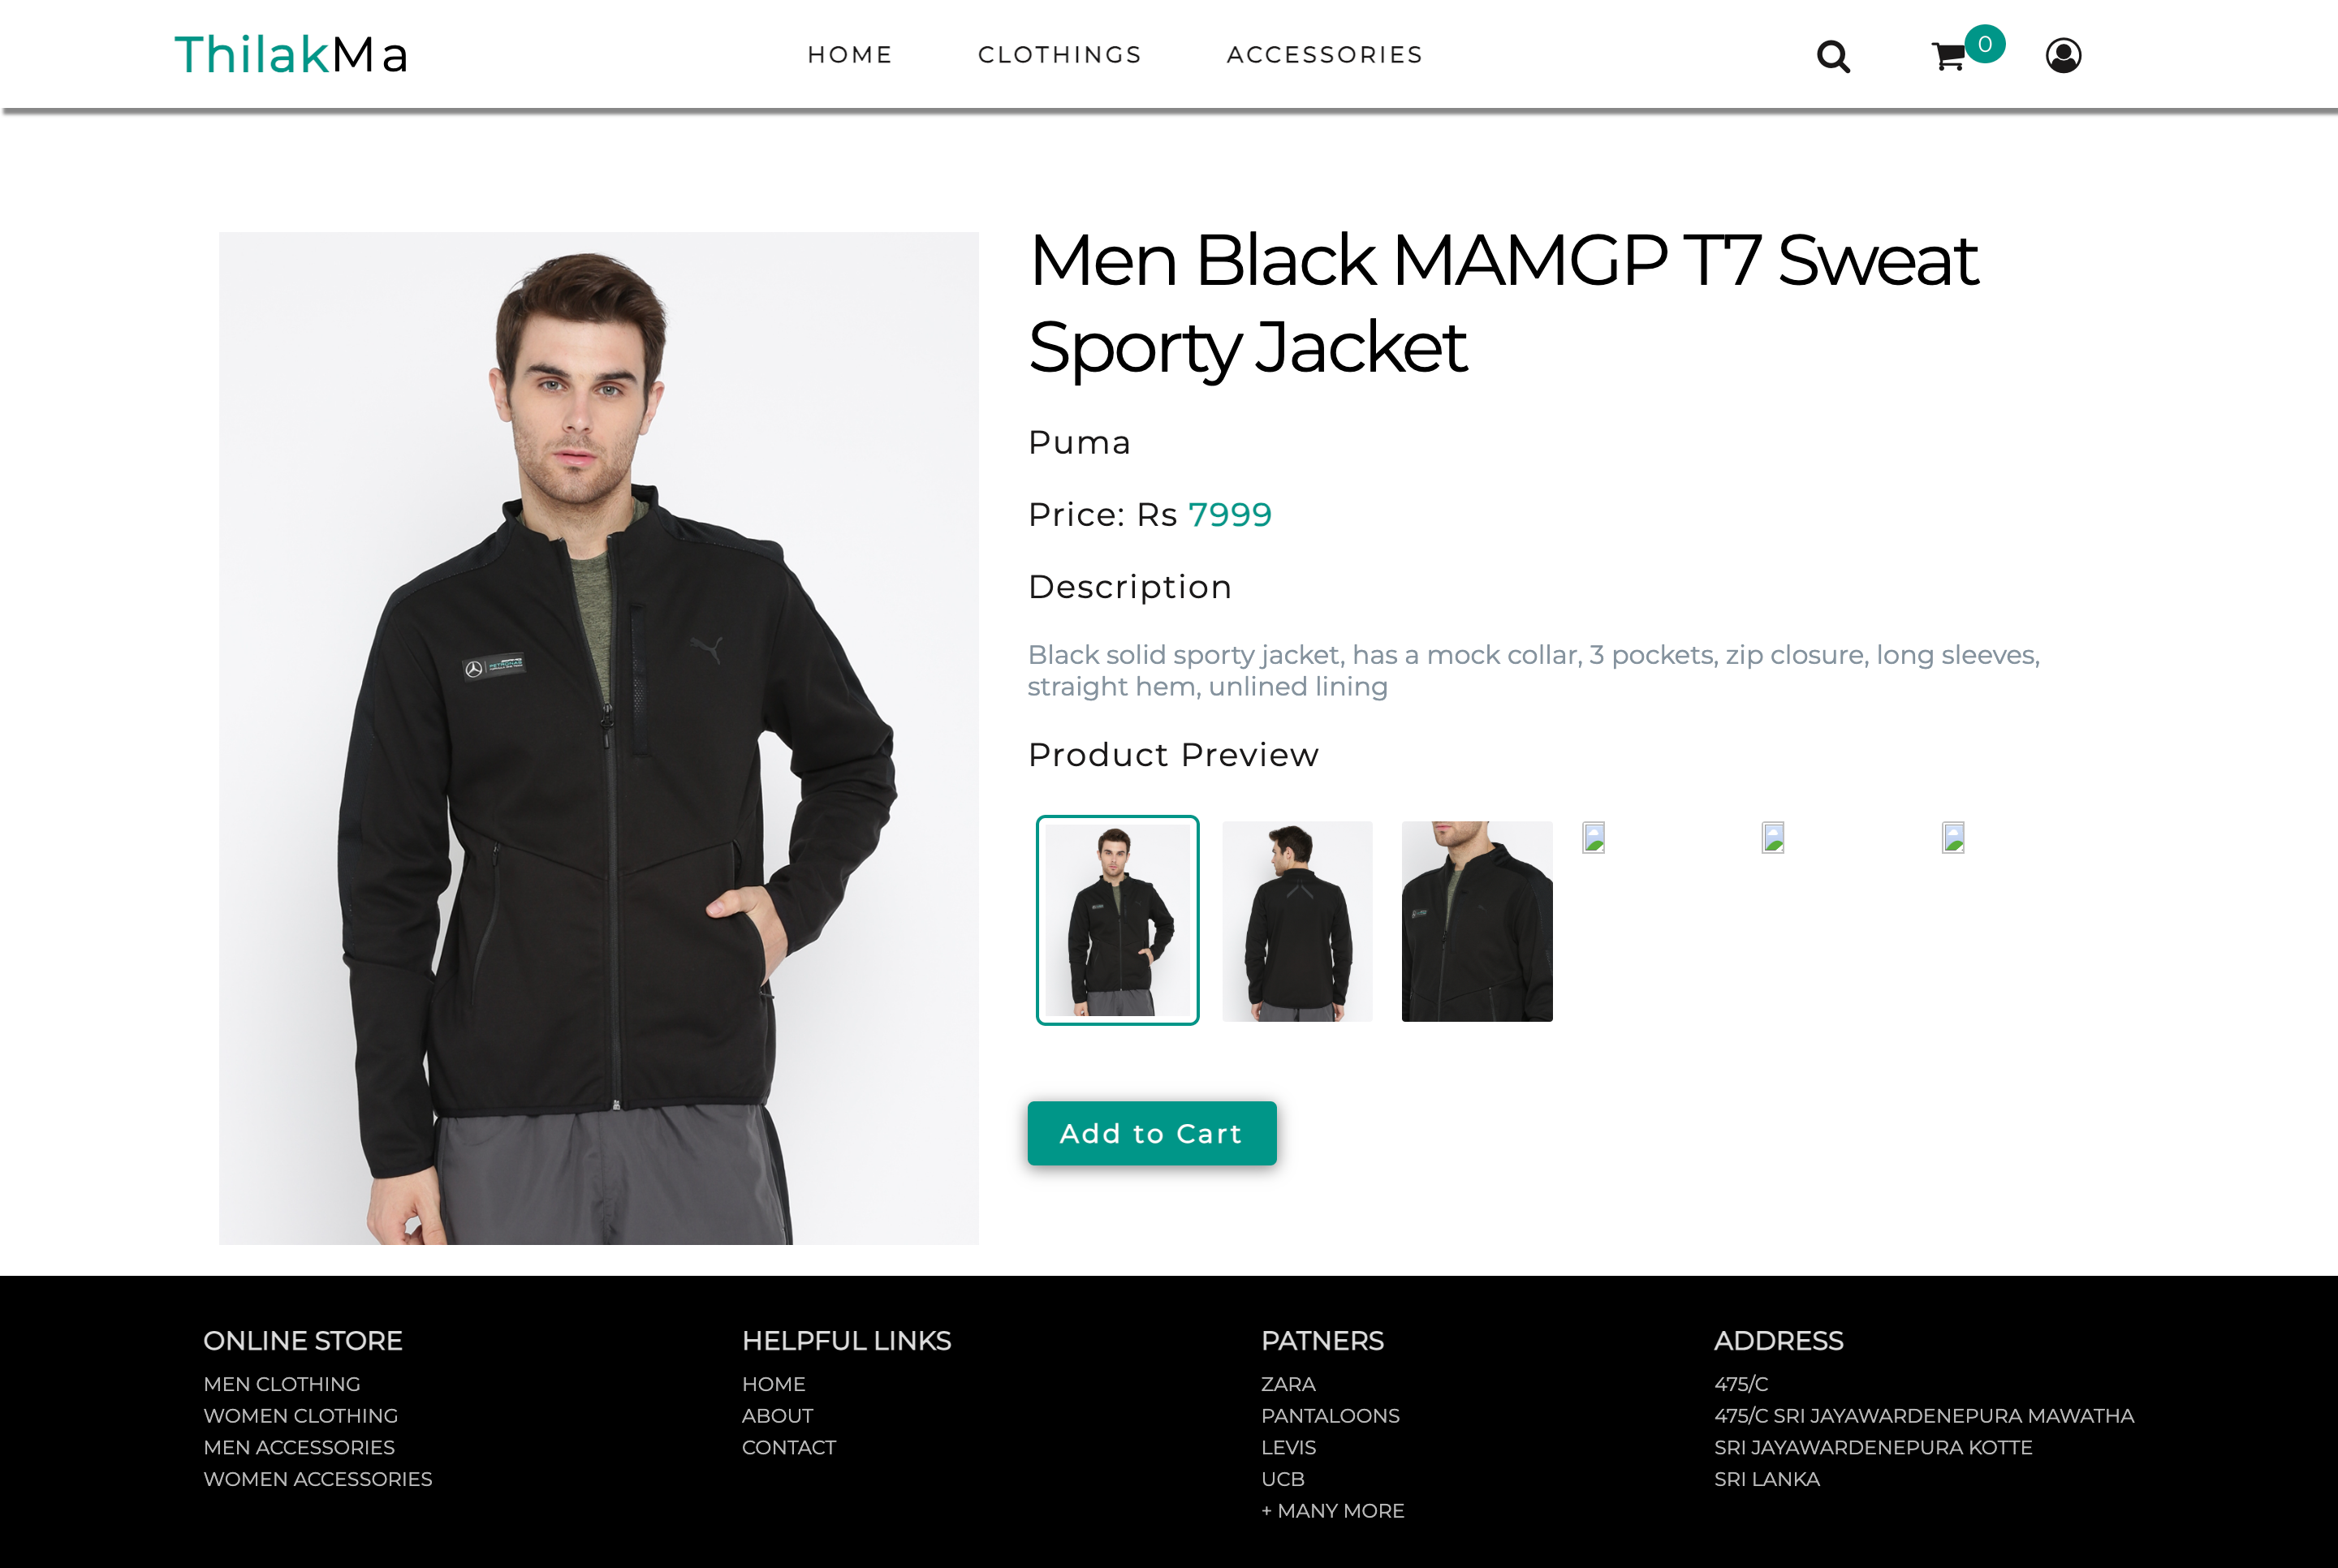 ThilakMa
HOME CLOTHINGS ACCESSORIES
0
Men Black MAMGP T7 Sweat
Sporty Jacket
Puma
Price: Rs 7999
Description
Black solid sporty jacket, has a mock collar, 3 pockets, zip closure, long sleeves,
straight hem, unlined lining
Product Preview
PETRONAS
Add to Cart
ONLINE STORE
MEN CLOTHING
WOMEN CLOTHING
MEN ACCESSORIES
WOMEN ACCESSORIES
HELPFUL LINKS
HOME
ABOUT
CONTACT
PATNERS
ZARA
PANTALOONS
LEVIS
UCB
+ MANY MORE
ADDRESS
475/C
475/C SRI JAYAWARDENEPURA MAWATHA
SRI JAYAWARDENEPURA KOTTE
SRI LANKA